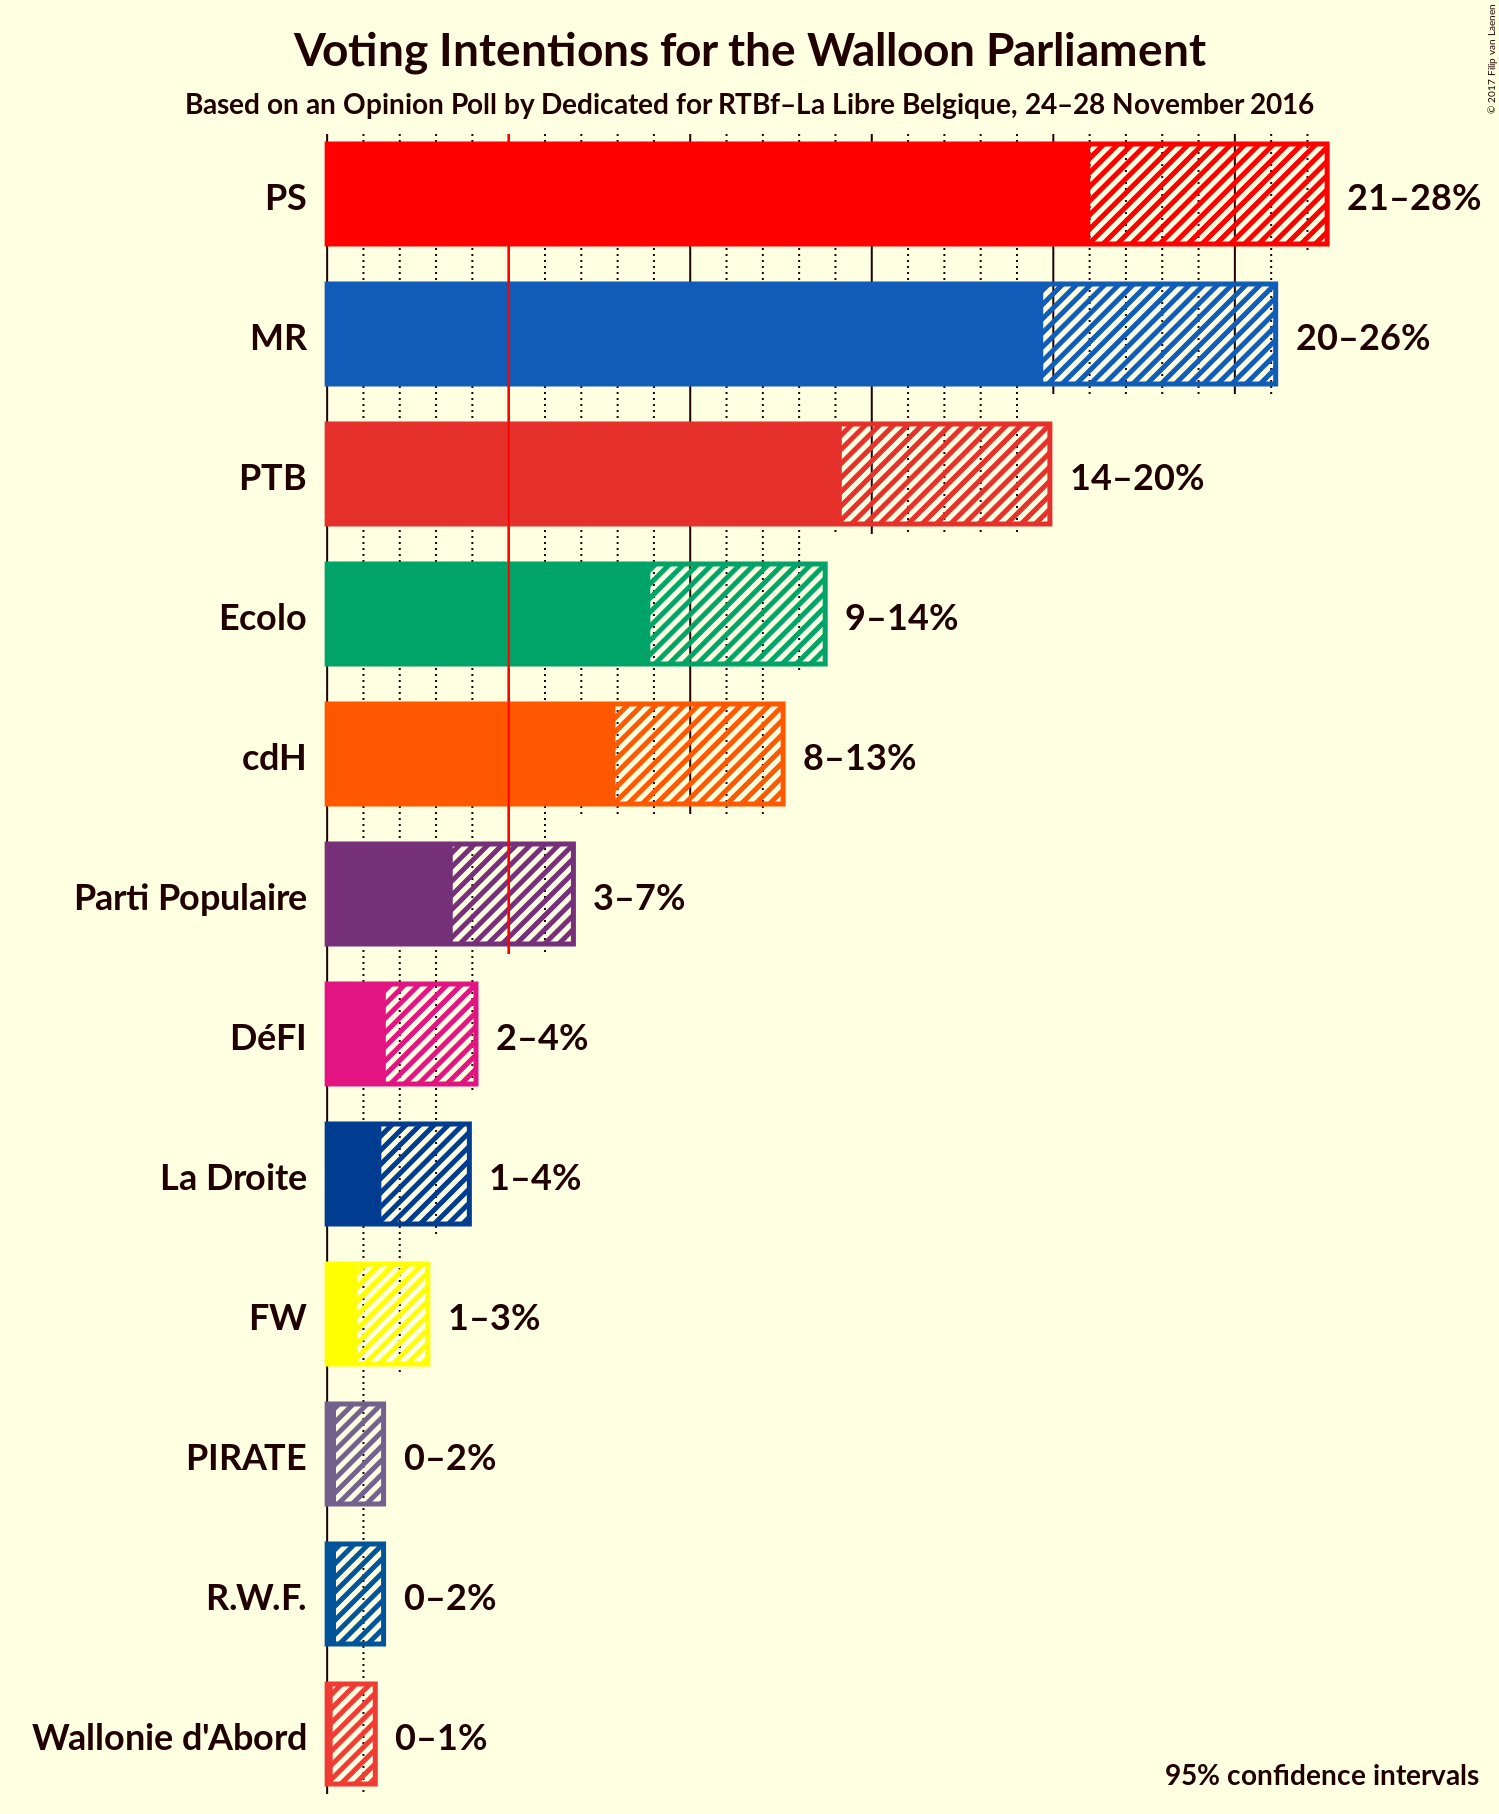 Voting Intentions for the Walloon Parliament
Based on an Opinion Poll by Dedicated for RTBf–La Libre Belgique, 24–28 November 2016
© 2017 Filip van Laenen
PS 21–28%
MR 20–26%
PTB 14–20%
Ecolo 9–14%
cdH 8–13%
Parti Populaire 3–7%
DéFI 2–4%
La Droite 1–4%
FW 1–3%
PIRATE 0–2%
R.W.F. 0–2%
Wallonie d'Abord 0–1%
95% confidence intervals